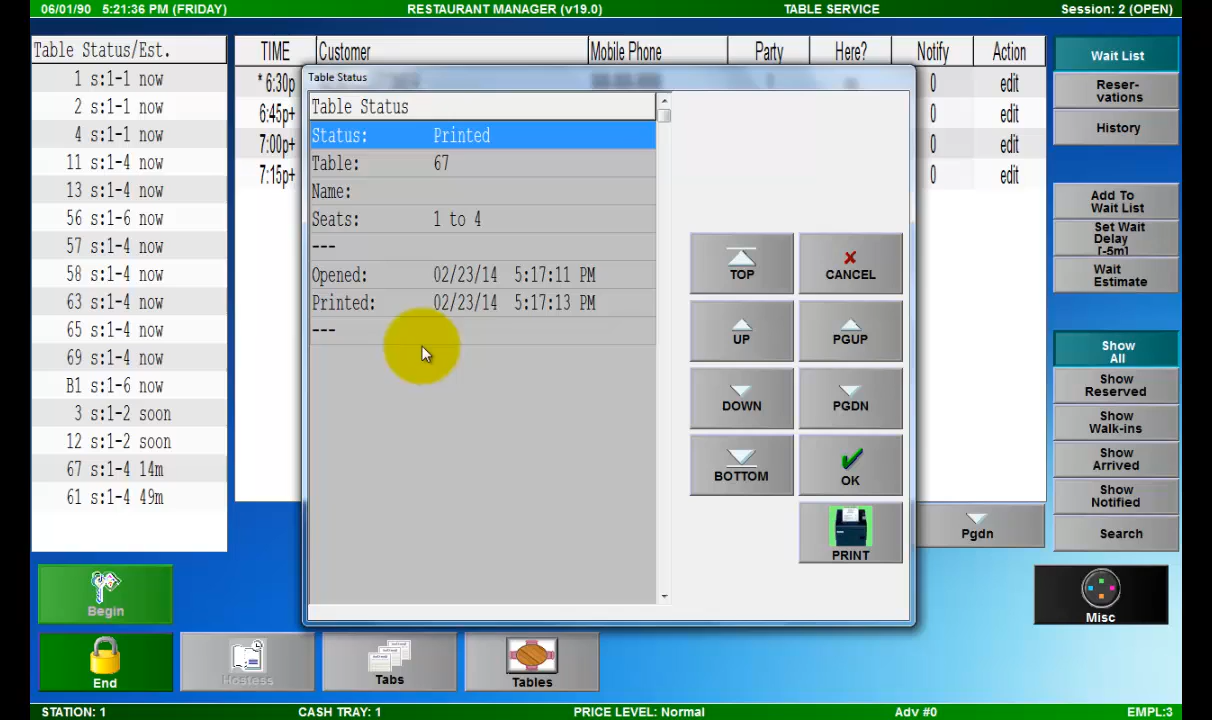 06/01/90 5:21:36 PM (FRIDAY) RESTAURANT MANAGER (v19.0) TABLE SERVICE Session: 2 (OPEN)
Table Status/Est.
1 s:1-1 now
2 s:1-1 now
4 s:1-1 now
11 s:1-4 now
13 s:1-4 now
56 s:1-6 now
57 s:1-4 now
58 s:1-4 now
63 s:1-4 now
65 s:1-4 now
69 s:1-4 now
B1 s:1-6 now
3 s:1-2 soon
12 s:1-2 soon
67 s:1-4 14m
61 s:1-4 49m
TIME Customer Mobile Phone Party Here? Notify Action
* 6:30p 0 edit
6:45p+ 0 edit
7:00p+ 0 edit
7:15p+ 0 edit
Table Status
Table Status
Status: Printed
Table: 67
Name:
Seats: 1 to 4
---
Opened: 02/23/14 5:17:11 PM
Printed: 02/23/14 5:17:13 PM
---
TOP
CANCEL
UP
PGUP
DOWN
PGDN
BOTTOM
OK
PRINT
Pgdn
Wait List
Reser-
vations
History
Add To
Wait List
Set Wait
Delay
[-5m]
Wait
Estimate
Show
All
Show
Reserved
Show
Walk-ins
Show
Arrived
Show
Notified
Search
Misc
Begin
End
Hostess
Tabs
Tables
STATION: 1 CASH TRAY: 1 PRICE LEVEL: Normal Adv #0 EMPL:3